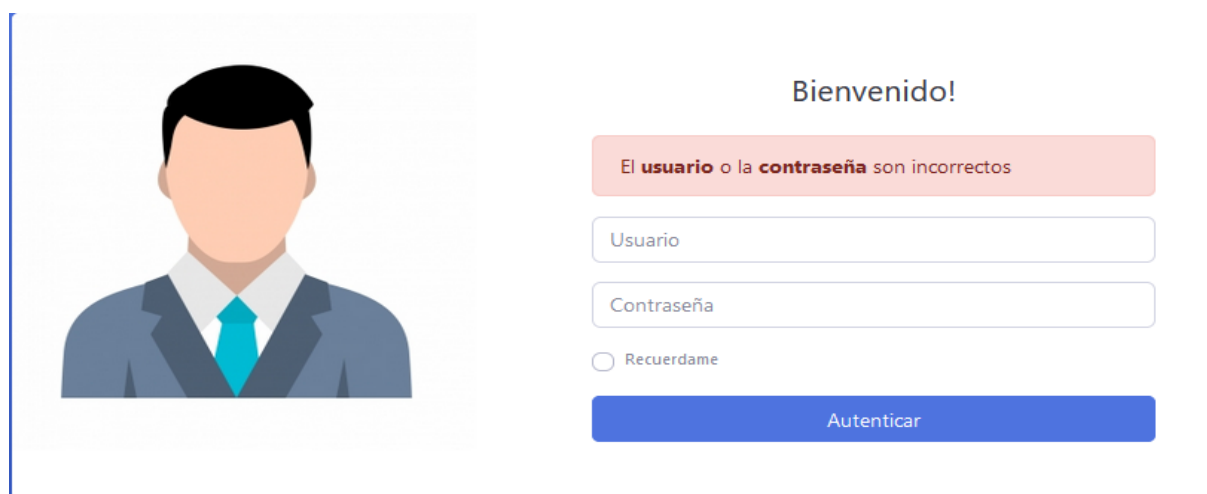 Bienvenido!
El usuario o la contraseña son incorrectos
Usuario
Contraseña
Recuerdame
Autenticar